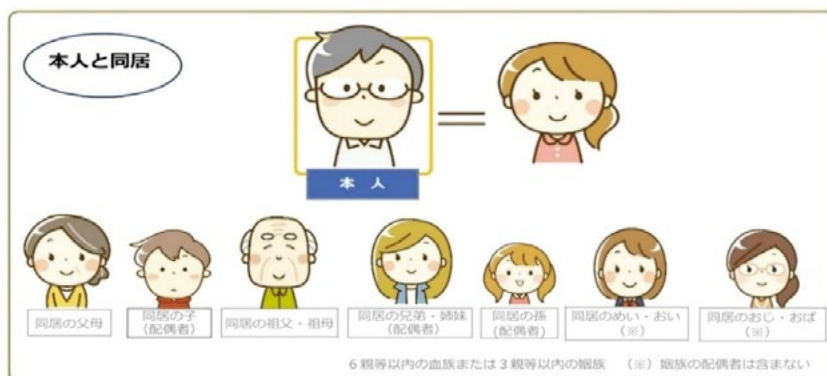 本人と同居
本 人
同居の父母
同居の子
(配偶者)
同居の祖父・祖母
同居の兄弟・姉妹
(配偶者)
同居の孫
(配偶者)
同居のめい・おい
(※)
同居のおじ・おば
(※)
6親等以内の血族または3親等以内の姻族 (※)姻族の配偶者は含まない